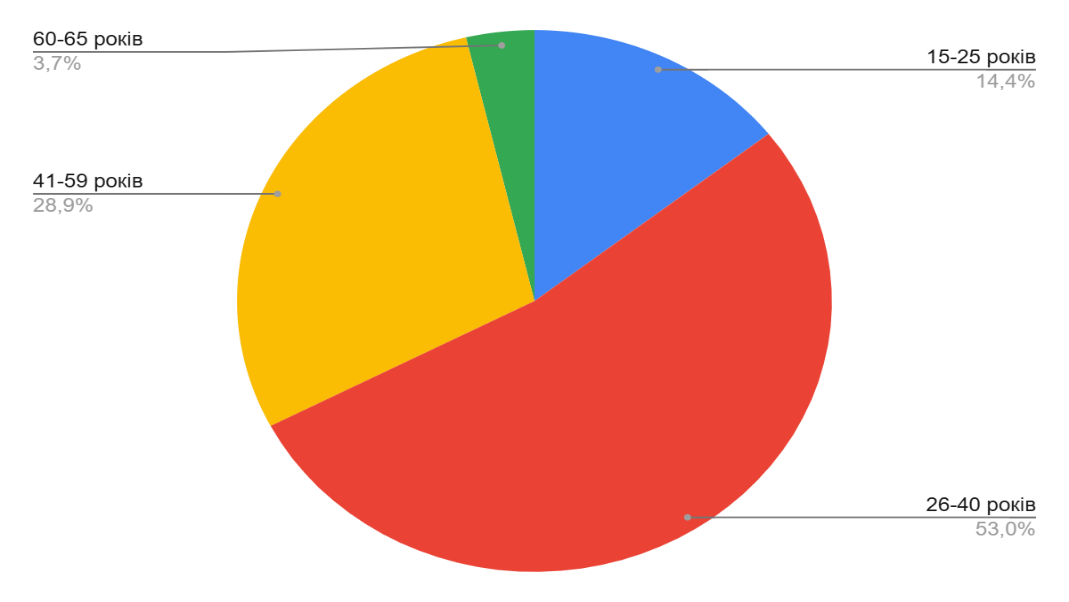 60-65 років
3,7%
15-25 років
14,4%
41-59 років
28,9%
26-40 років
53,0%